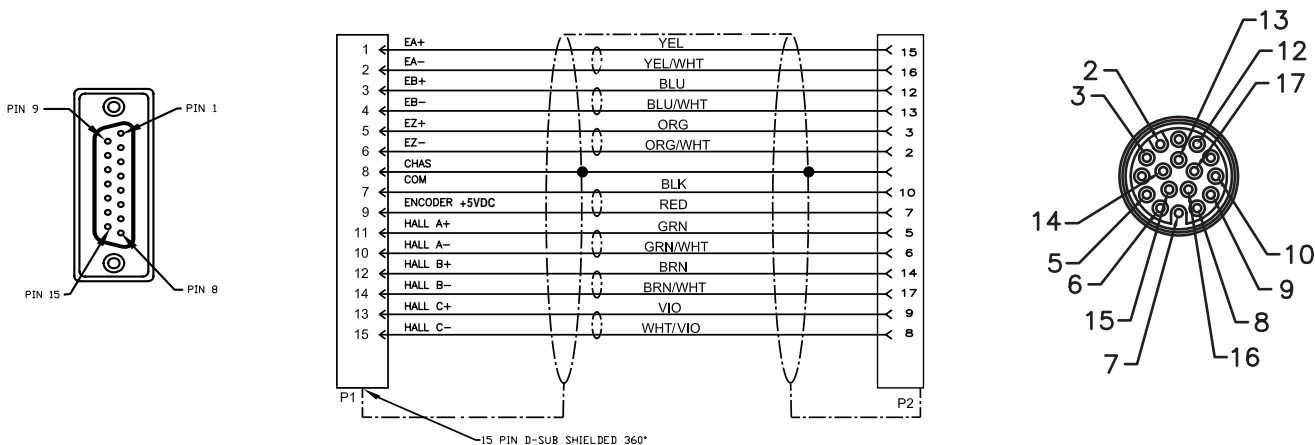 PIN 9
PIN 1
PIN 15
PIN 8
1 EA+ YEL 15
2 EA- YEL/WHT 16
3 EB+ BLU 12
4 EB- BLU/WHT 13
5 EZ+ ORG 3
6 EZ- ORG/WHT 2
8 CHAS
7 COM BLK 10
9 ENCODER +5VDC RED 7
11 HALL A+ GRN 5
10 HALL A- GRN/WHT 6
12 HALL B+ BRN 14
14 HALL B- BRN/WHT 17
13 HALL C+ VIO 9
15 HALL C- WHT/VIO 8
P1
P2
15 PIN D-SUB SHIELDED 360°
13
12
17
2
3
14
5
6
15
7
10
9
8
16